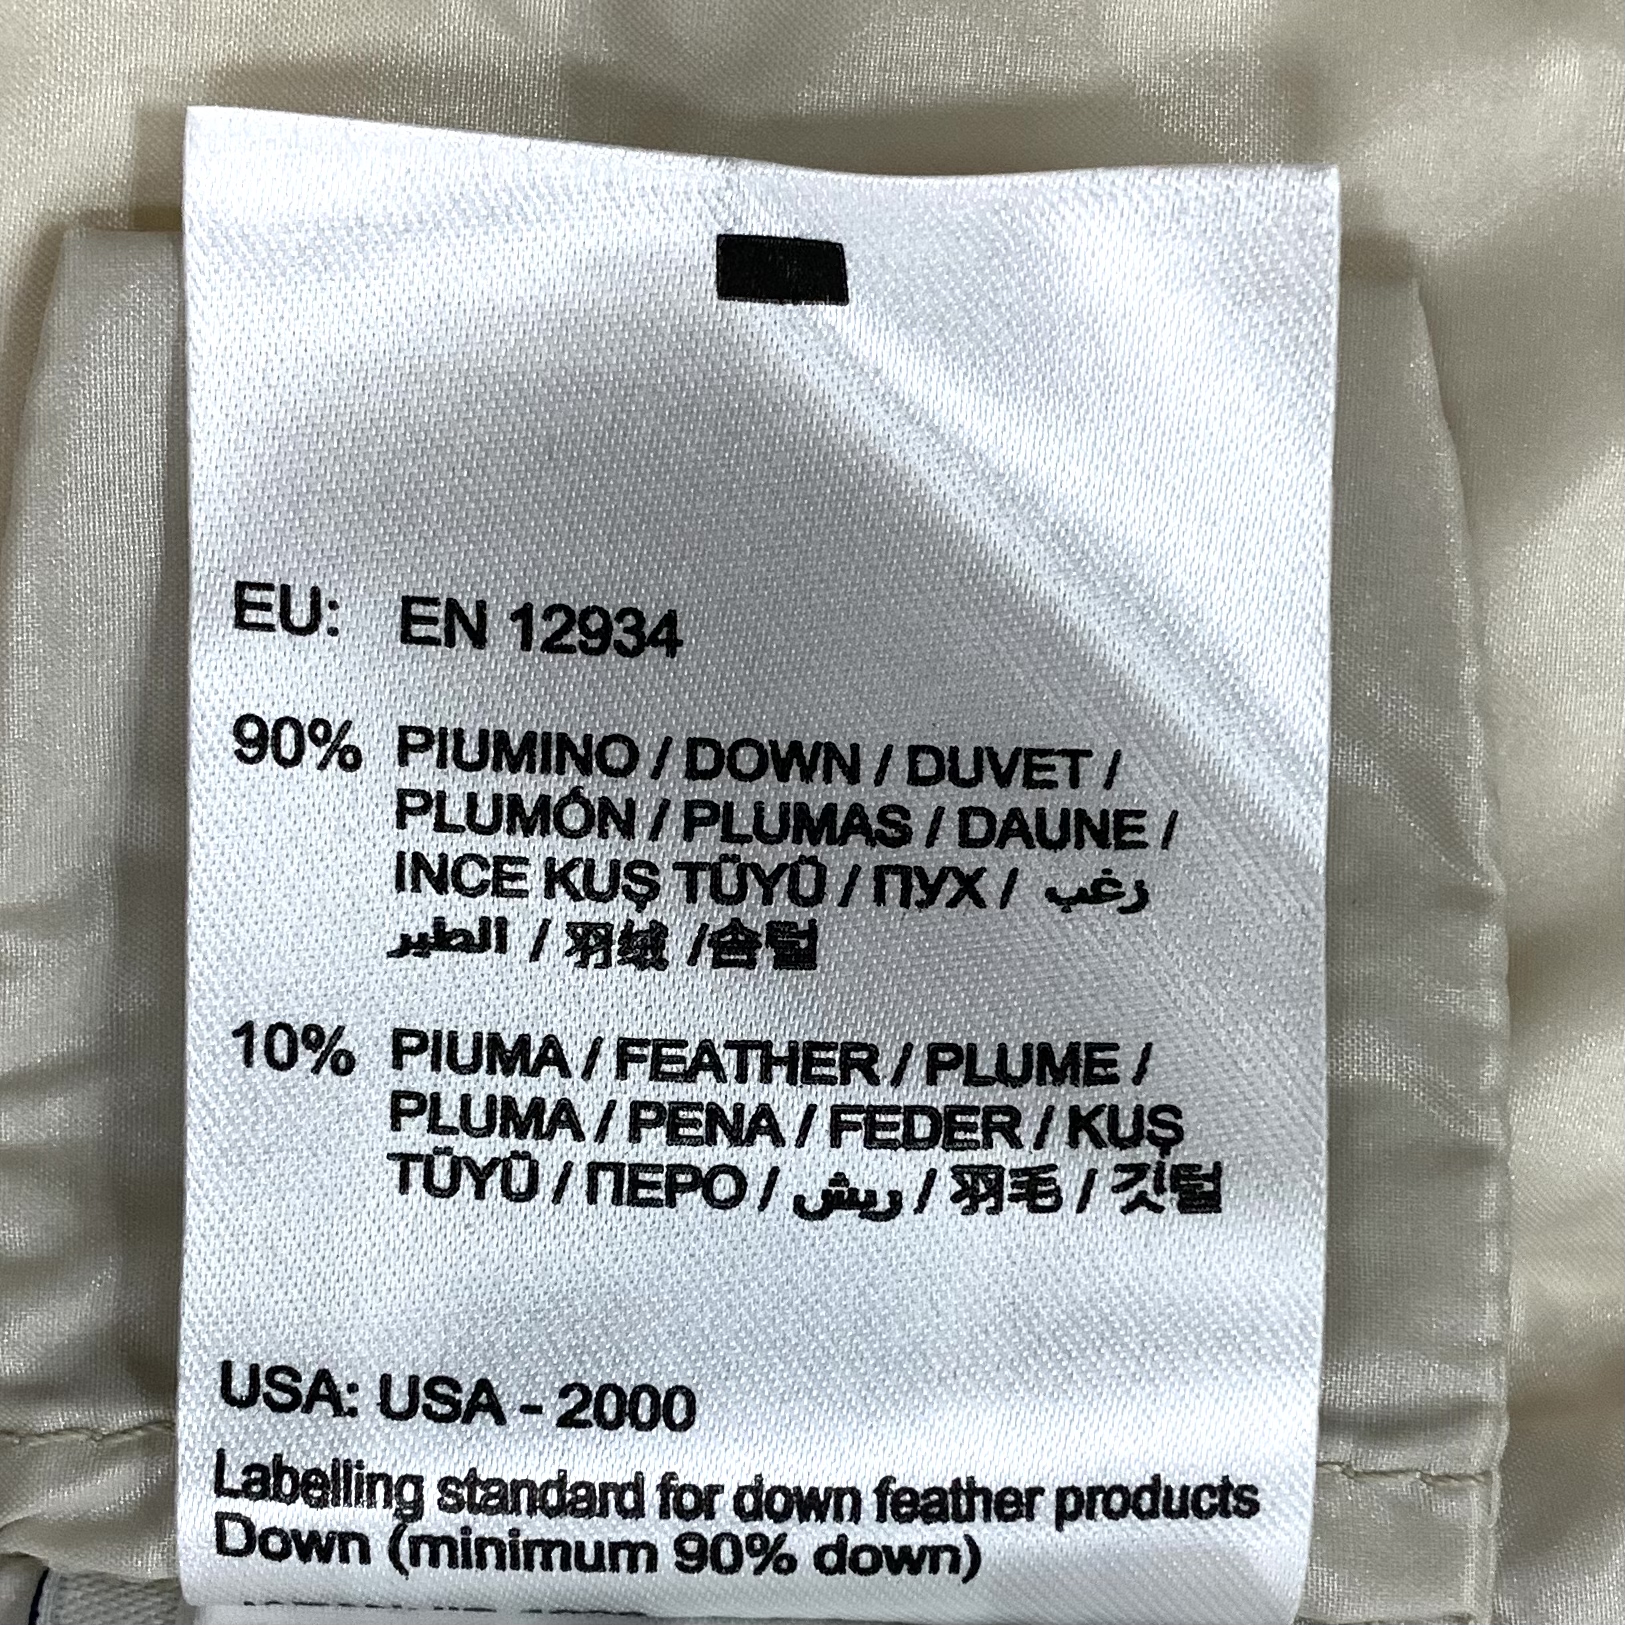 EU: EN 12934
90% PIUMINO / DOWN / DUVET /
PLUMÓN / PLUMAS / DAUNE /
INCE KUŞ TÜYÜ / ПУХ / زغب
الطير / 羽绒 /솜털
10% PIUMA / FEATHER / PLUME /
PLUMA / PENA / FEDER / KUŞ
TÜYÜ / ПЕРО / ريش / 羽毛 / 깃털
USA: USA - 2000
Labelling standard for down feather products
Down (minimum 90% down)